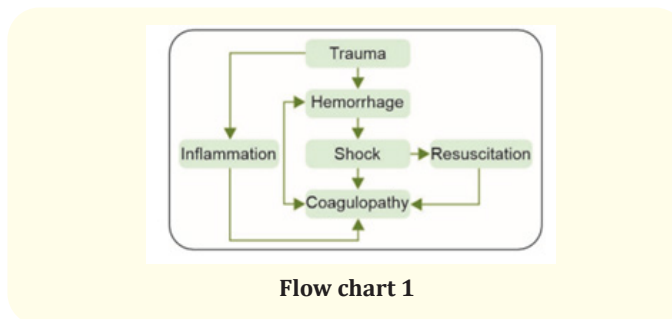 Trauma
Hemorrhage
Inflammation Shock Resuscitation
Coagulopathy
Flow chart 1